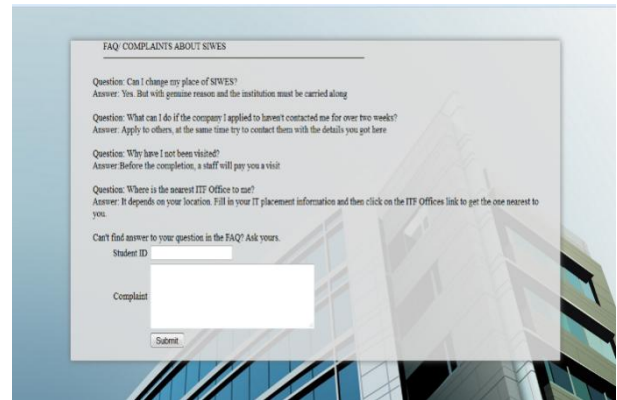 FAQ/ COMPLAINTS ABOUT SIWES
Question: Can I change my place of SIWES?
Answer: Yes. But with genuine reason and the institution must be carried along
Question: What can I do if the company I applied to haven't contacted me for over two weeks?
Answer: Apply to others, at the same time try to contact them with the details you got here
Question: Why have I not been visited?
Answer:Before the completion, a staff will pay you a visit
Question: Where is the nearest ITF Office to me?
Answer: It depends on your location. Fill in your IT placement information and then click on the ITF Offices link to get the one nearest to
you.
Can't find answer to your question in the FAQ? Ask yours.
Student ID
Complaint
Submit